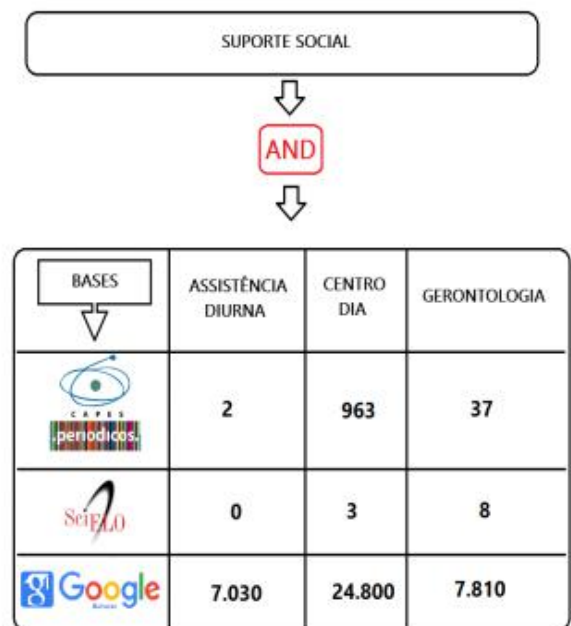 SUPORTE SOCIAL
AND
BASES
ASSISTÊNCIA
DIURNA
CENTRO
DIA
GERONTOLOGIA
CAPES
.periodicos.
2
963
37
SciELO
0
3
8
g Google
7.030
24.800
7.810